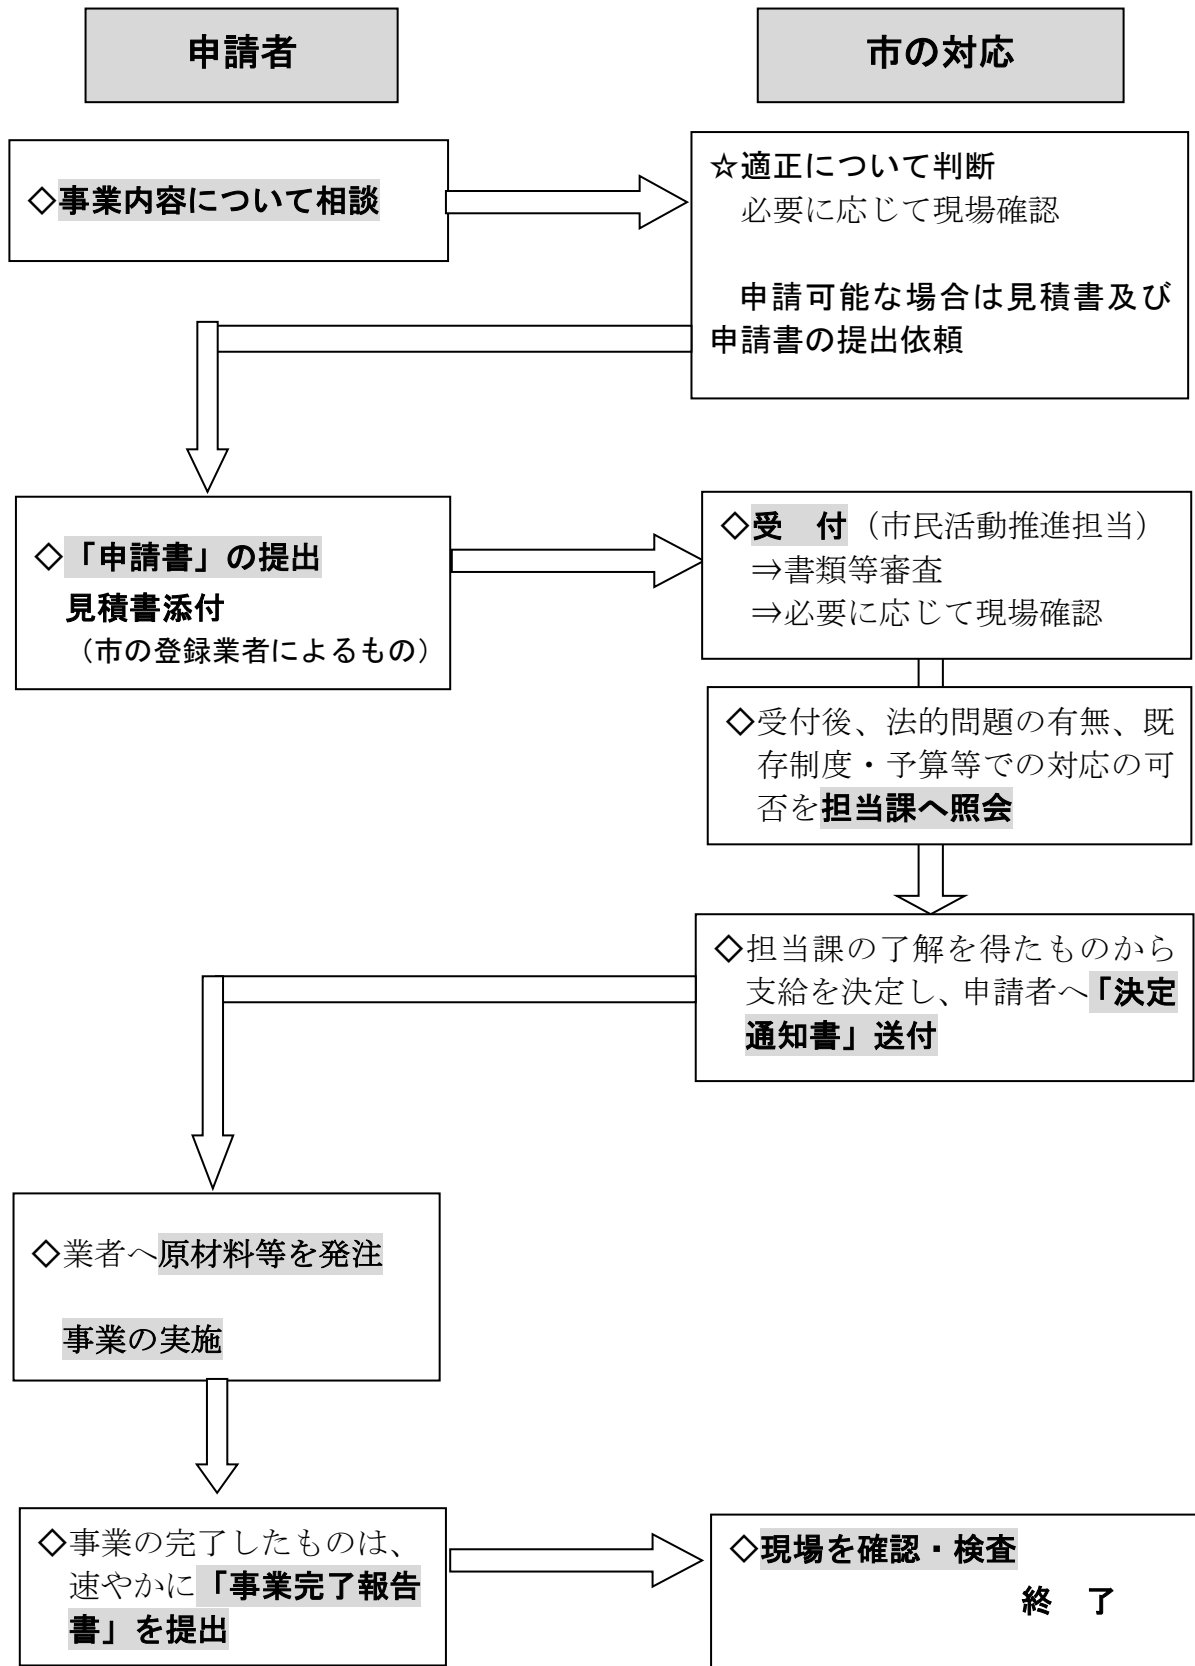 申請者
市の対応
◇事業内容について相談
☆適正について判断
必要に応じて現場確認
申請可能な場合は見積書及び
申請書の提出依頼
◇「申請書」の提出
見積書添付
（市の登録業者によるもの）
◇受　付（市民活動推進担当）
⇒書類等審査
⇒必要に応じて現場確認
◇受付後、法的問題の有無、既
存制度・予算等での対応の可
否を担当課へ照会
◇担当課の了解を得たものから
支給を決定し、申請者へ「決定
通知書」送付
◇業者へ原材料等を発注
事業の実施
◇事業の完了したものは、
速やかに「事業完了報告
書」を提出
◇現場を確認・検査
終　了